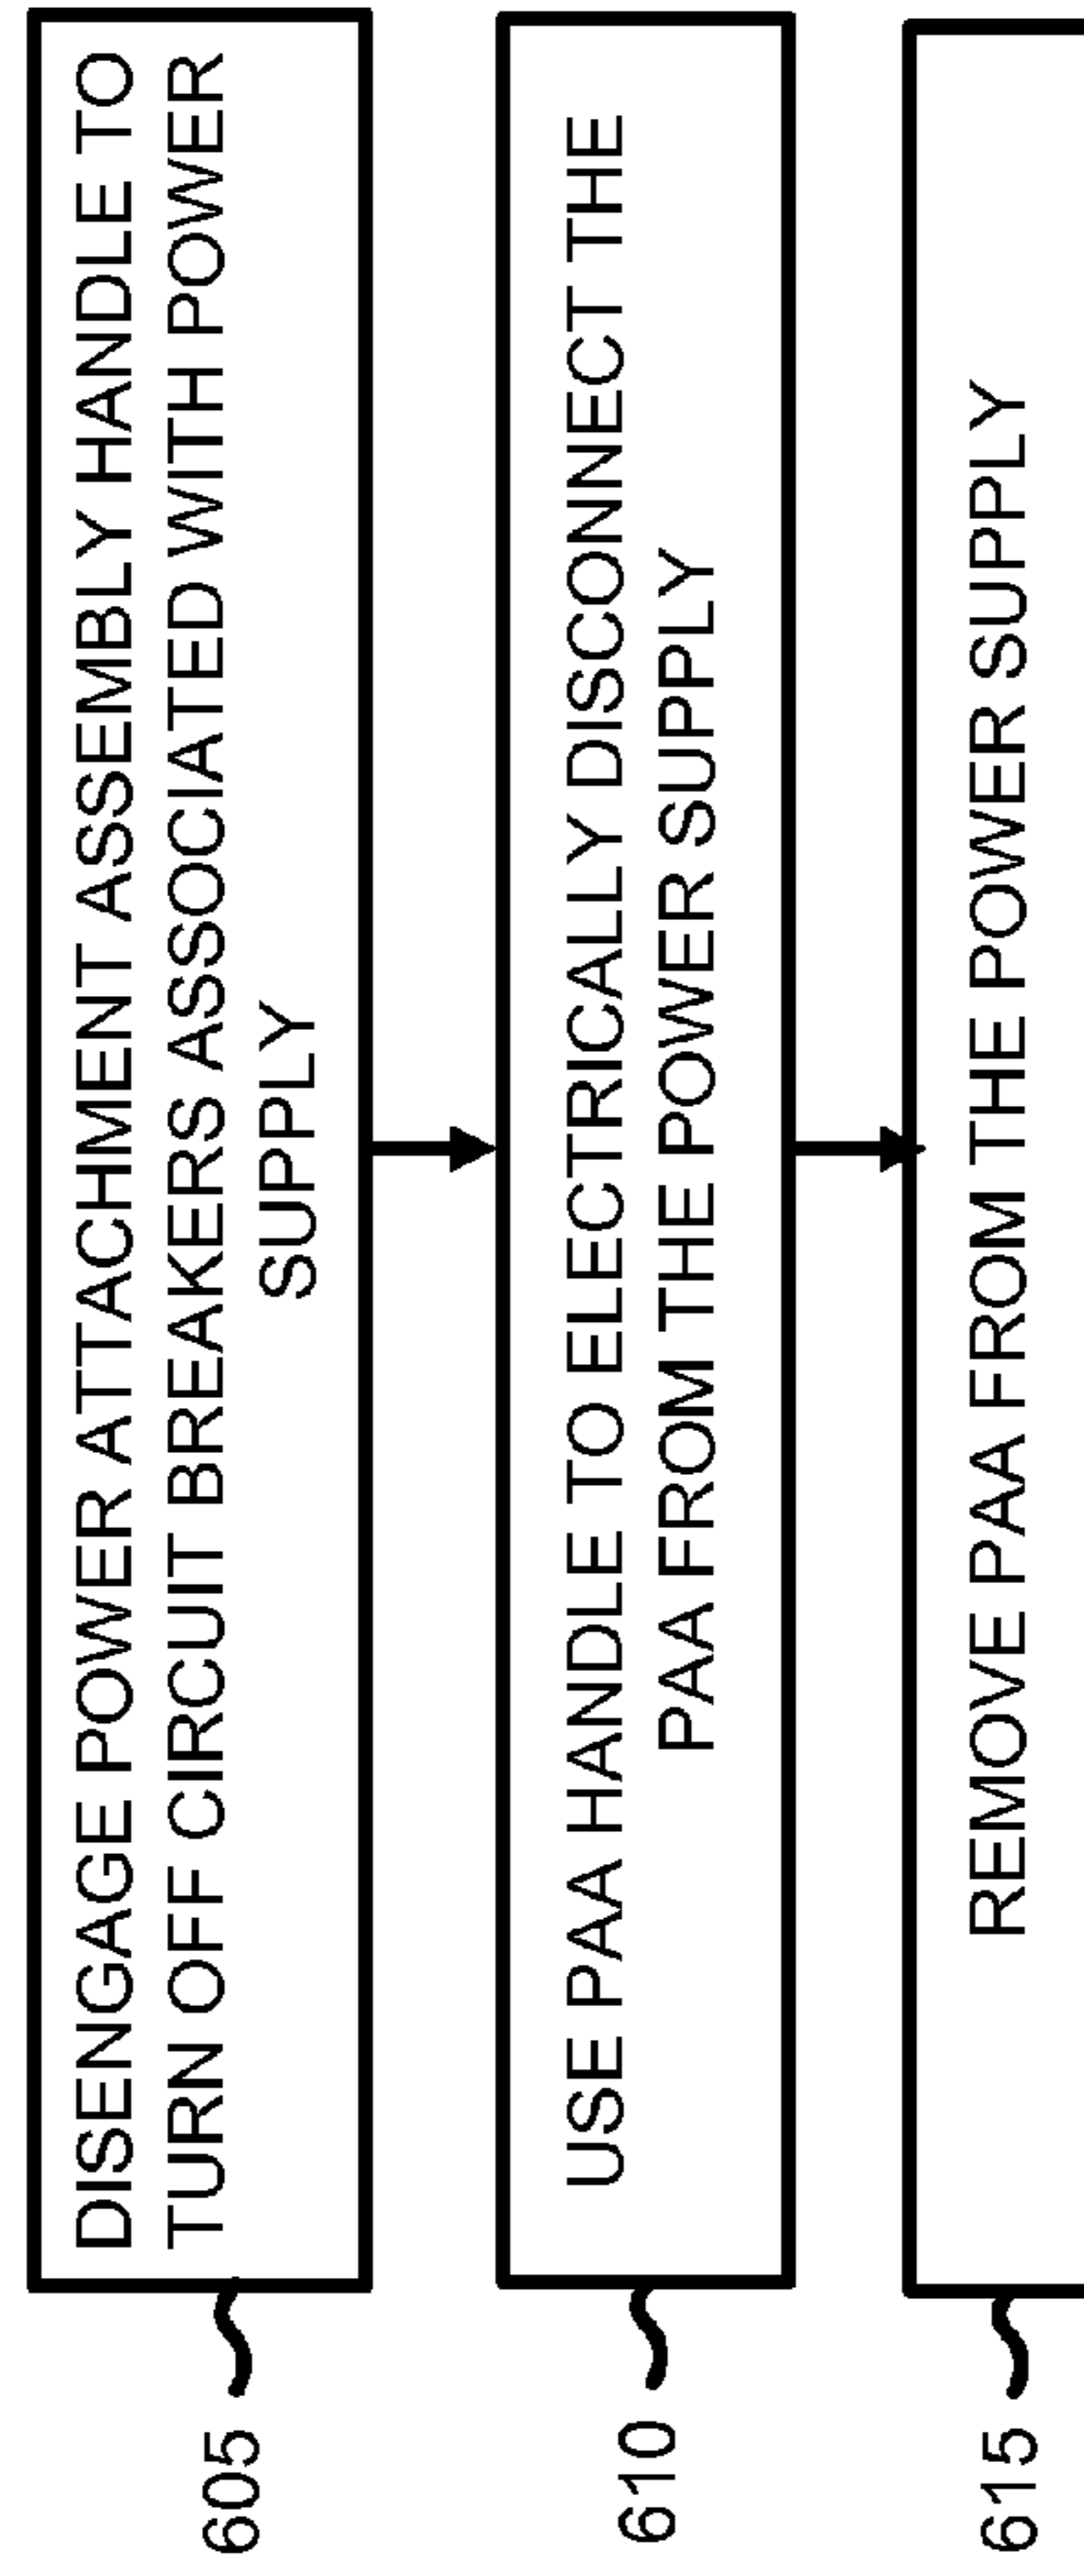 605
DISENGAGE POWER ATTACHMENT ASSEMBLY HANDLE TO
TURN OFF CIRCUIT BREAKERS ASSOCIATED WITH POWER
SUPPLY
610
USE PAA HANDLE TO ELECTRICALLY DISCONNECT THE
PAA FROM THE POWER SUPPLY
615
REMOVE PAA FROM THE POWER SUPPLY